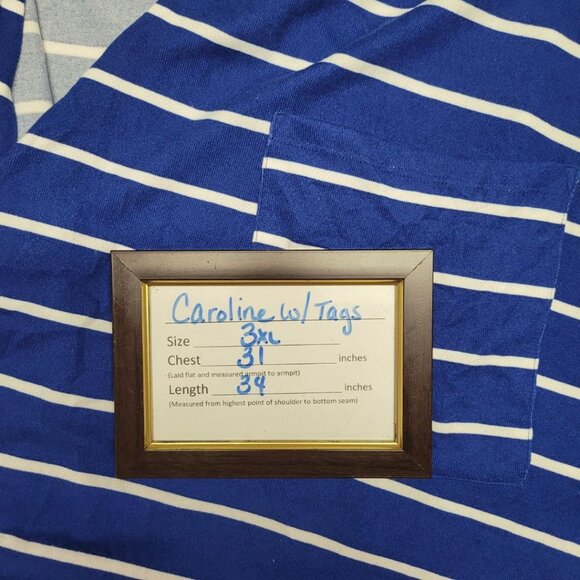 Caroline w/ Tags
Size 3XL
Chest 31 inches
(Laid flat and measured armpit to armpit)
Length 34 inches
(Measured from highest point of shoulder to bottom seam)